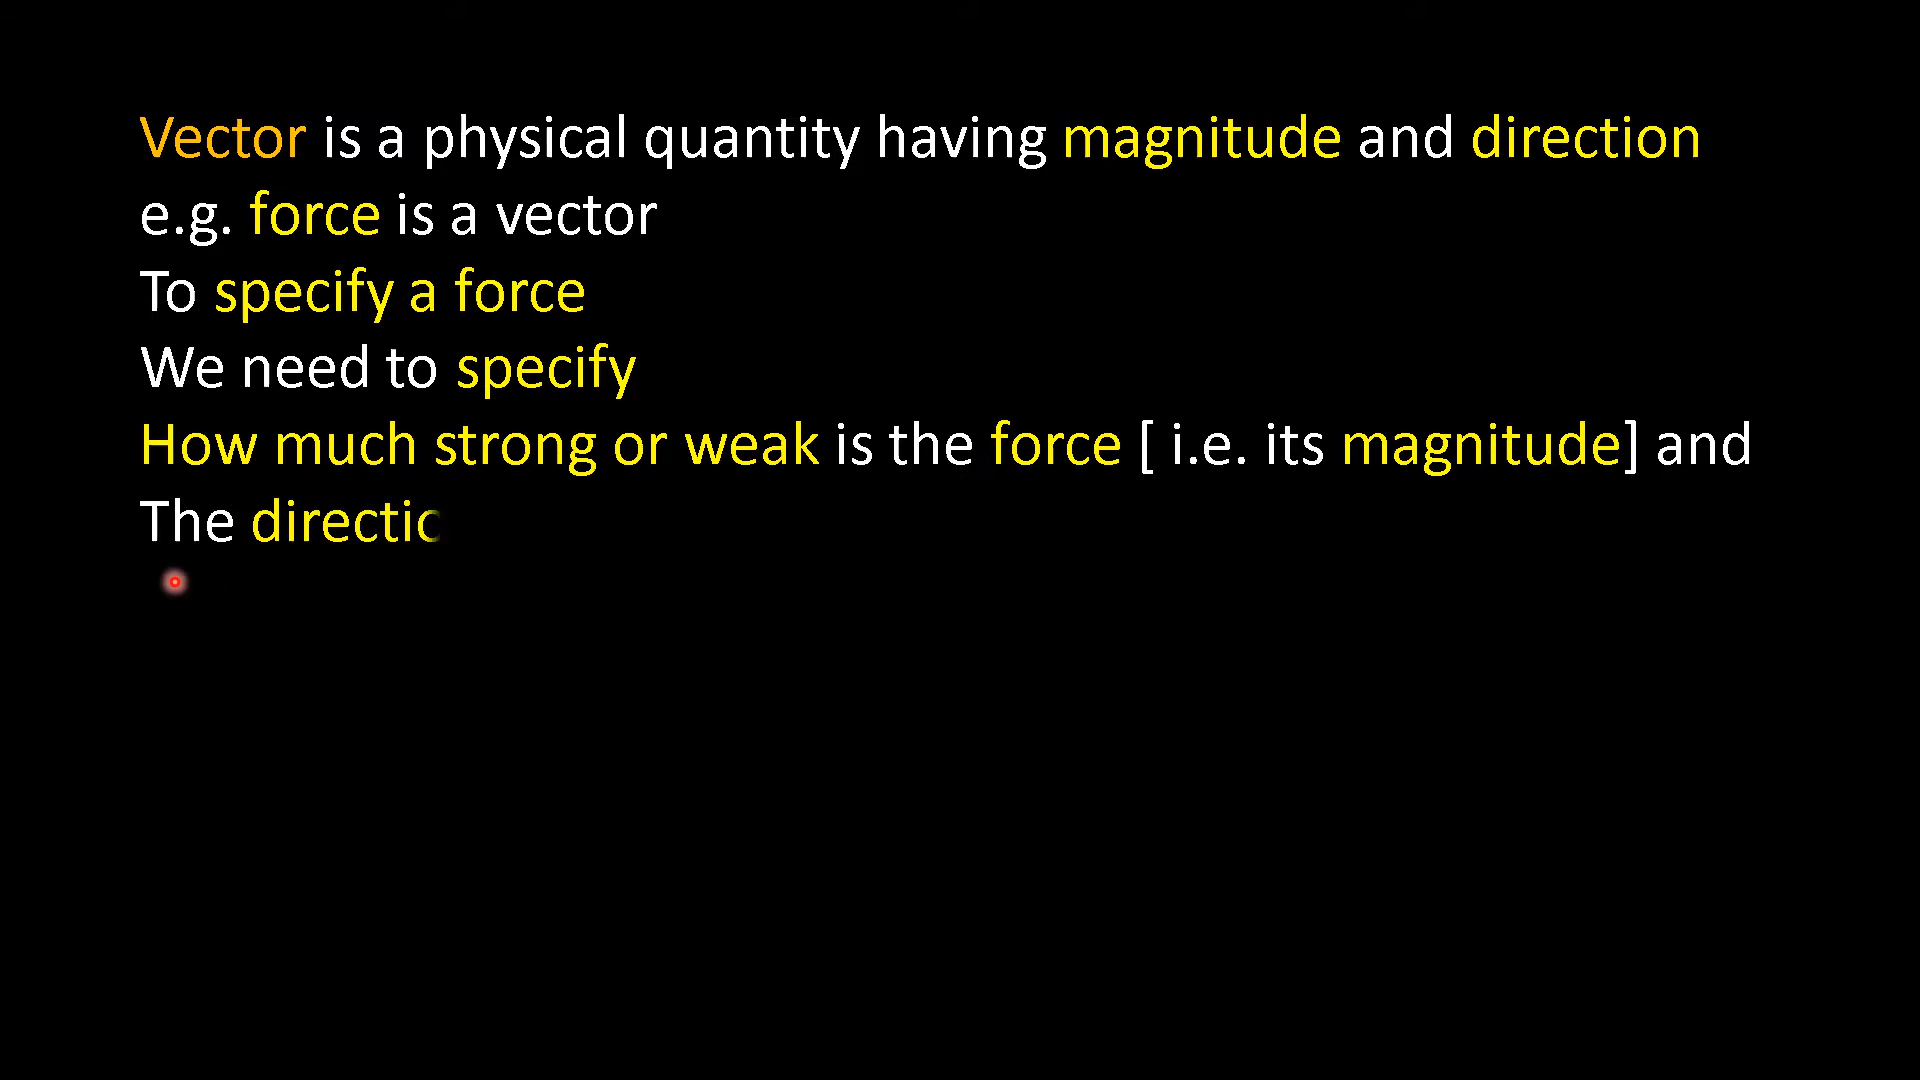 Vector is a physical quantity having magnitude and direction
e.g. force is a vector
To specify a force
We need to specify
How much strong or weak is the force [ i.e. its magnitude] and
The directic